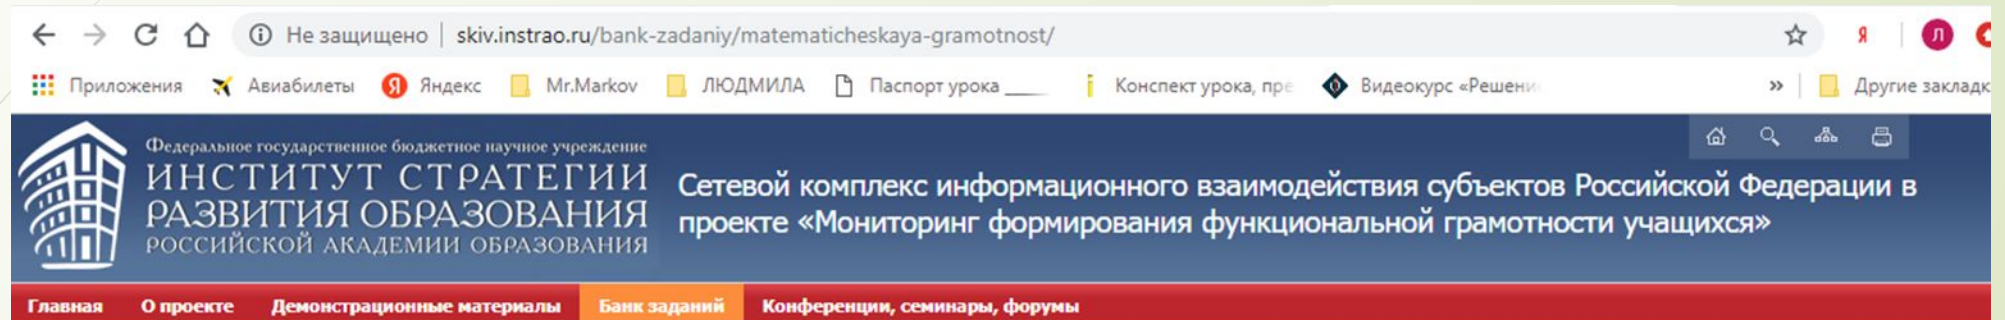 Не защищено skiv.instrao.ru/bank-zadaniy/matematicheskaya-gramotnost/ Я Л
Приложения Авиабилеты Я Яндекс Mr.Markov ЛЮДМИЛА Паспорт урока _____ Конспект урока, пре Видеокурс «Решени » Другие закладк
Федеральное государственное бюджетное научное учреждение
ИНСТИТУТ СТРАТЕГИИ
РАЗВИТИЯ ОБРАЗОВАНИЯ
РОССИЙСКОЙ АКАДЕМИИ ОБРАЗОВАНИЯ
Сетевой комплекс информационного взаимодействия субъектов Российской Федерации в
проекте «Мониторинг формирования функциональной грамотности учащихся»
Главная О проекте Демонстрационные материалы Банк заданий Конференции, семинары, форумы